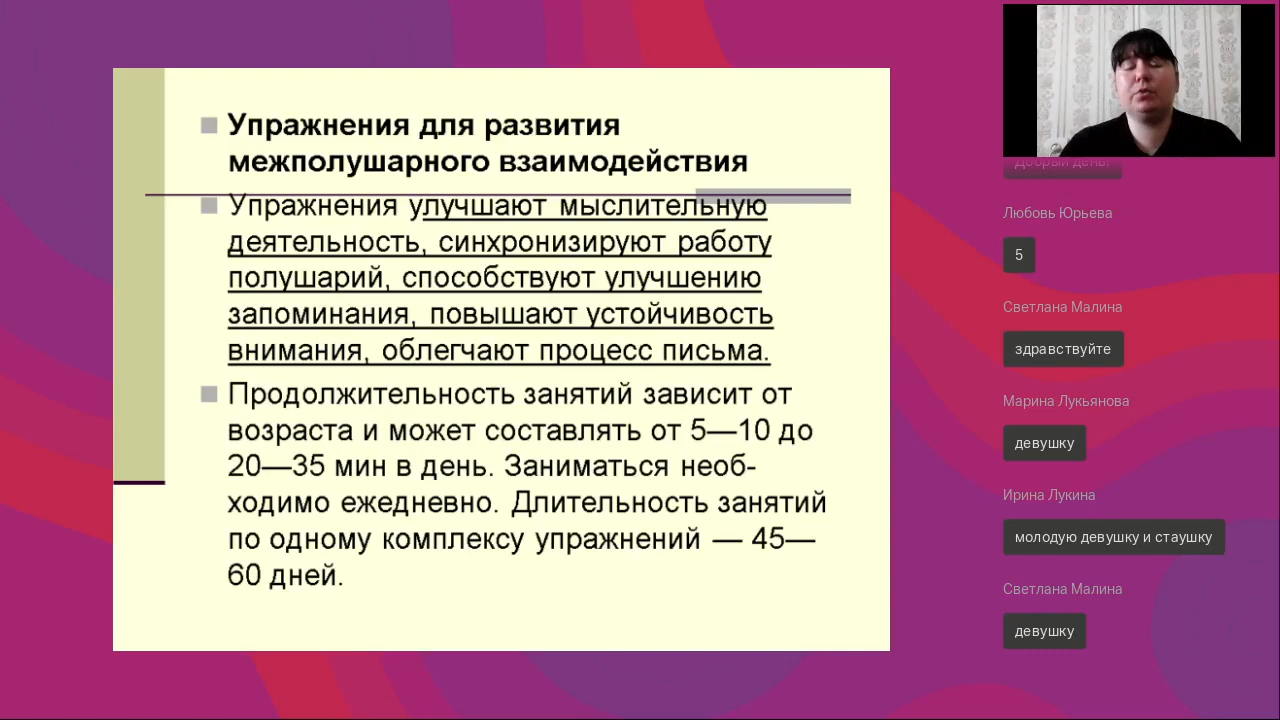 Упражнения для развития
межполушарного взаимодействия
Упражнения улучшают мыслительную
деятельность, синхронизируют работу
полушарий, способствуют улучшению
запоминания, повышают устойчивость
внимания, облегчают процесс письма.
Продолжительность занятий зависит от
возраста и может составлять от 5—10 до
20—35 мин в день. Заниматься необ-
ходимо ежедневно. Длительность занятий
по одному комплексу упражнений — 45—
60 дней.
Добрый день!
Любовь Юрьева
5
Светлана Малина
здравствуйте
Марина Лукьянова
девушку
Ирина Лукина
молодую девушку и стаушку
Светлана Малина
девушку